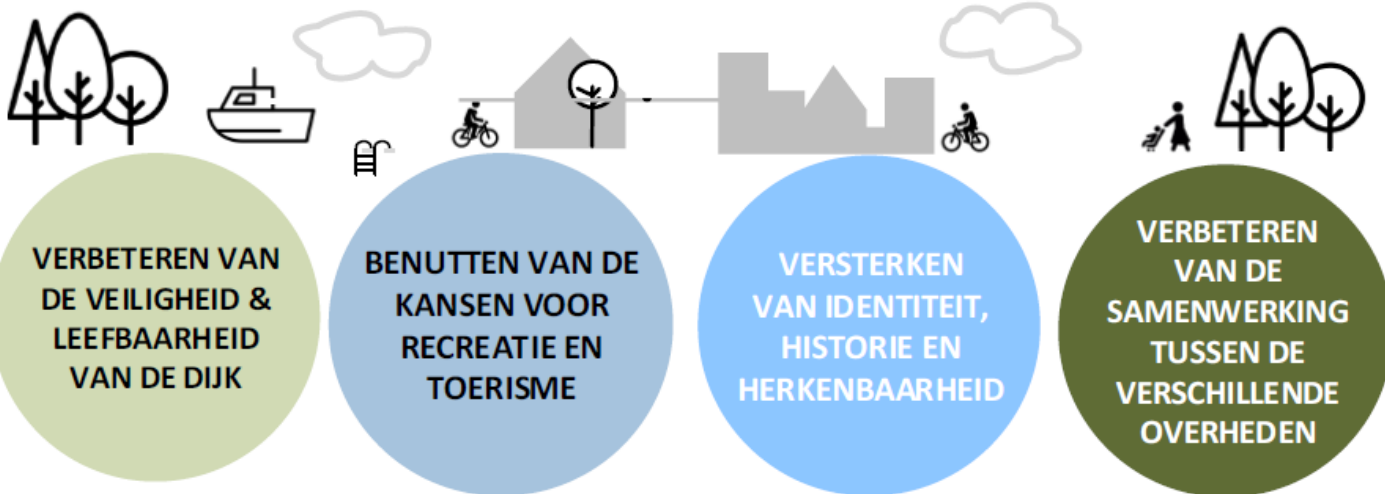 VERBETEREN VAN
DE VEILIGHEID &
LEEFBAARHEID
VAN DE DIJK
BENUTTEN VAN DE
KANSEN VOOR
RECREATIE EN
TOERISME
VERSTERKEN
VAN IDENTITEIT,
HISTORIE EN
HERKENBAARHEID
VERBETEREN
VAN DE
SAMENWERKING
TUSSEN DE
VERSCHILLENDE
OVERHEDEN